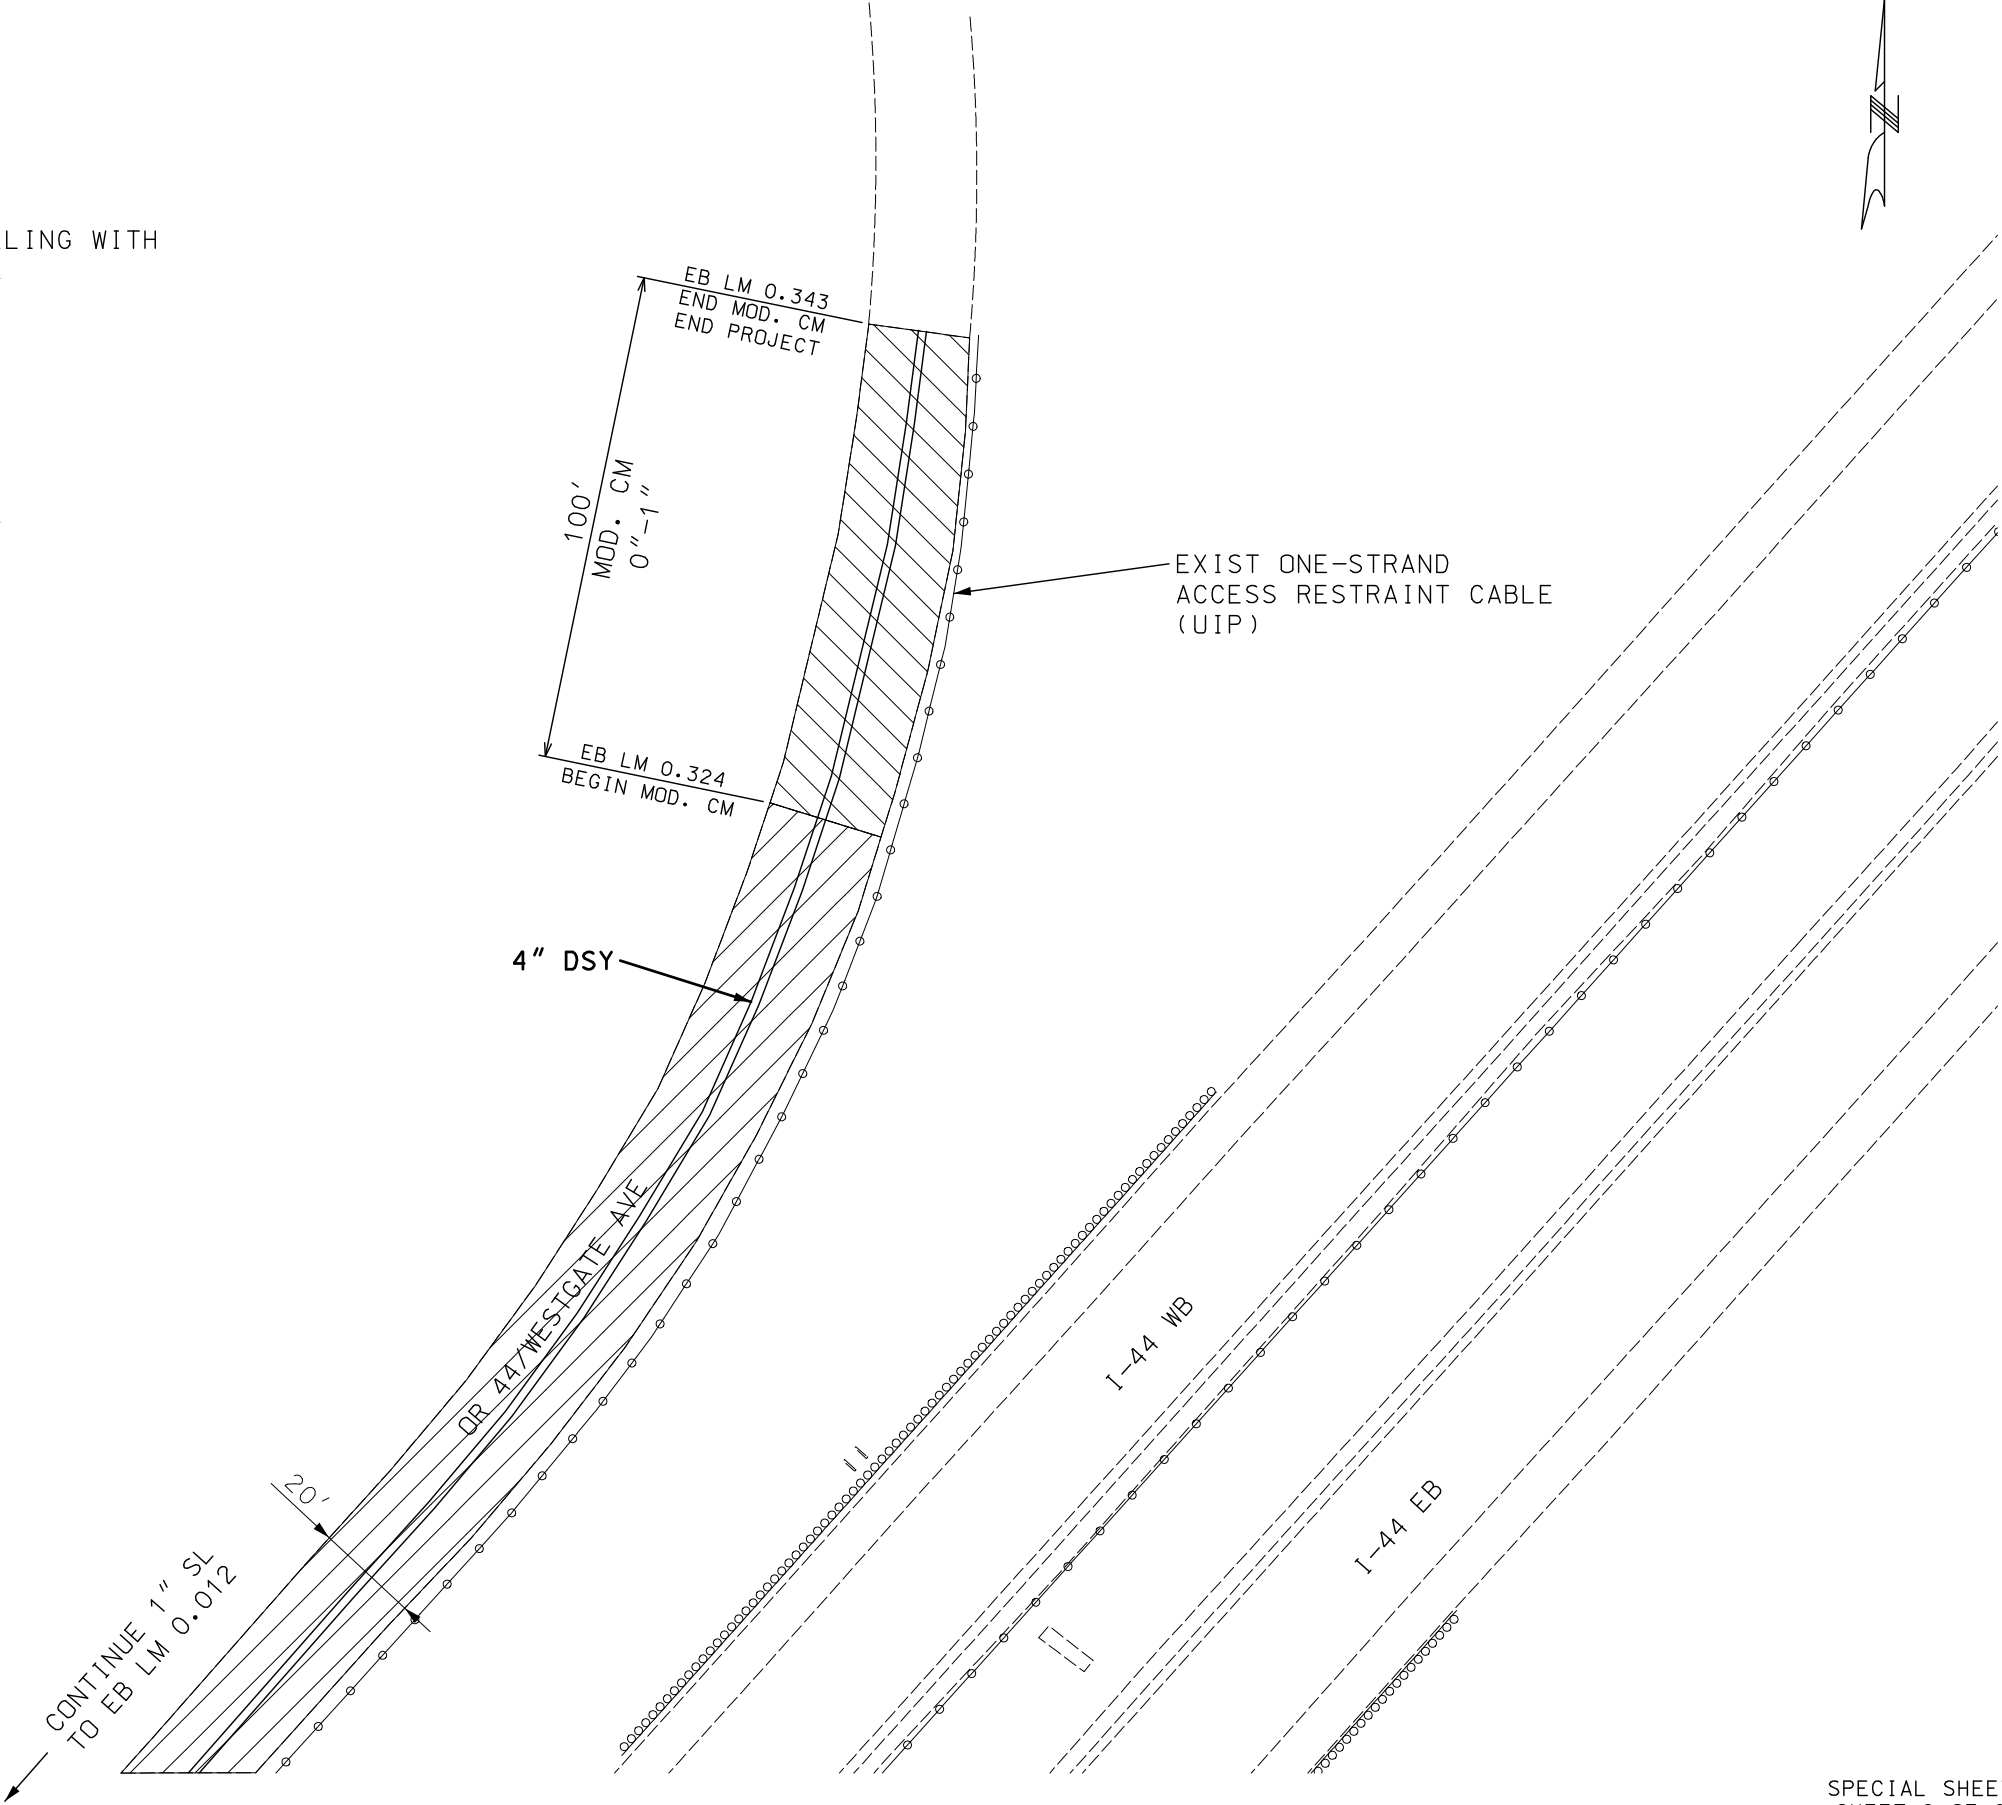 LING WITH
EB LM 0.343
END MOD. CM
END PROJECT
100'
MOD. CM
0"-1"
EXIST ONE-STRAND
ACCESS RESTRAINT CABLE
(UIP)
EB LM 0.324
BEGIN MOD. CM
4" DSY
OR 44/WESTGATE AVE
I-44 WB
I-44 EB
20'
CONTINUE 1" SL
TO EB LM 0.012
SPECIAL SHEE